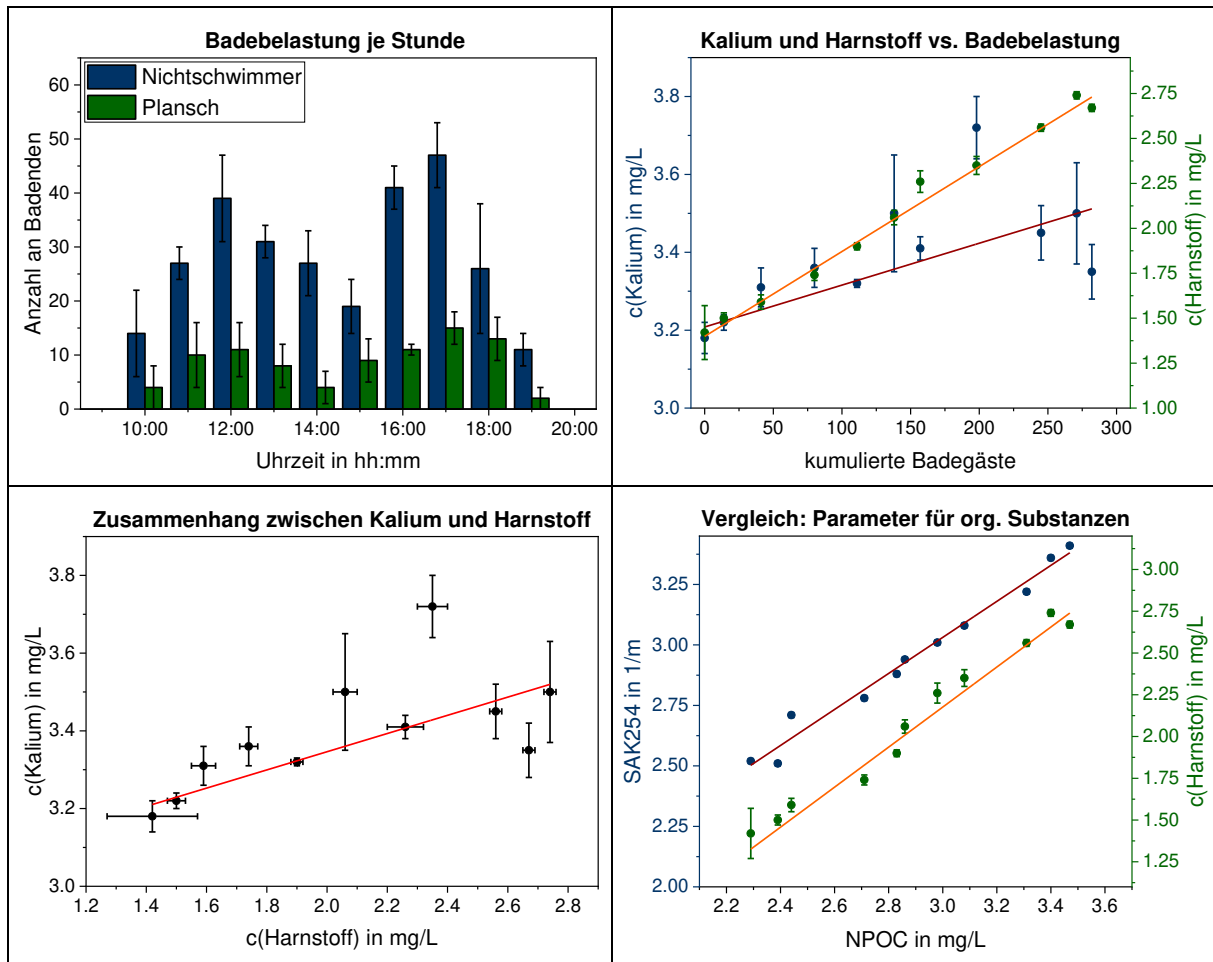 Badebelastung je Stunde
Nichtschwimmer
Plansch
Anzahl an Badenden
60
50
40
30
20
10
0
10:00 12:00 14:00 16:00 18:00 20:00
Uhrzeit in hh:mm
Kalium und Harnstoff vs. Badebelastung
c(Kalium) in mg/L
3.8
3.6
3.4
3.2
3.0
c(Harnstoff) in mg/L
2.75
2.50
2.25
2.00
1.75
1.50
1.25
1.00
0 50 100 150 200 250 300
kumulierte Badegäste
Zusammenhang zwischen Kalium und Harnstoff
c(Kalium) in mg/L
3.8
3.6
3.4
3.2
3.0
1.2 1.4 1.6 1.8 2.0 2.2 2.4 2.6 2.8
c(Harnstoff) in mg/L
Vergleich: Parameter für org. Substanzen
SAK254 in 1/m
3.25
3.00
2.75
2.50
2.25
2.00
c(Harnstoff) in mg/L
3.00
2.75
2.50
2.25
2.00
1.75
1.50
1.25
2.2 2.4 2.6 2.8 3.0 3.2 3.4 3.6
NPOC in mg/L